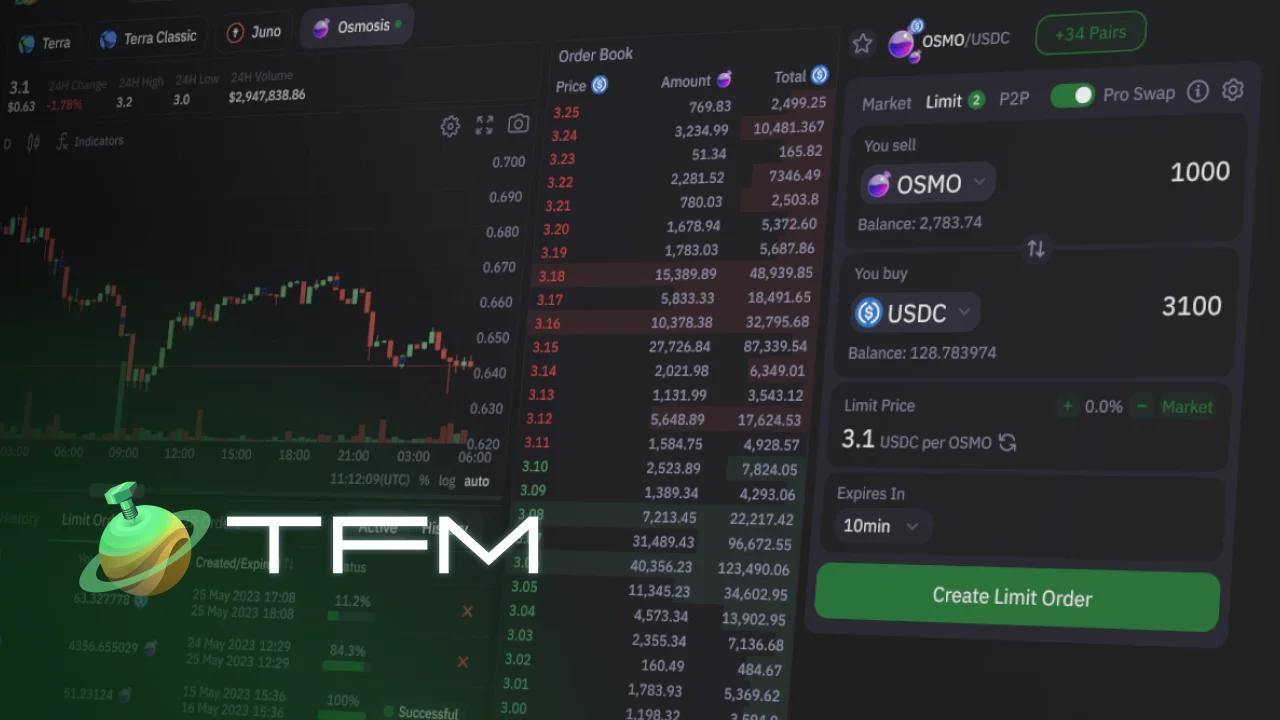 Terra
Terra Classic
Juno
Osmosis
3.1
$0.63
24H Change
-1.78%
24H High
3.2
24H Low
3.0
24H Volume
$2,947,838.86
D
Indicators
0.700
0.690
0.680
0.670
0.660
0.650
0.640
0.630
0.620
03:00 06:00 09:00 12:00 15:00 18:00 21:00 03:00 06:00
11:12:09(UTC) % log auto
History
Limit
Active
TFM
Created/Expir
63.327778
25 May 2023 17:08
25 May 2023 18:08
11.2%
4356.655029
24 May 2023 12:29
25 May 2023 12:29
84.3%
51.23124
15 May 2023 15:36
16 May 2023 15:36
100%
Successful
Order Book
Price Amount Total
3.25 769.83 2,499.25
3.24 3,234.99 10,481.367
3.23 51.34 165.82
3.22 2,281.52 7346.49
3.21 780.03 2,503.8
3.20 1,678.94 5,372.60
3.19 1,783.03 5,687.86
3.18 15,389.89 48,939.85
3.17 5,833.33 18,491.65
3.16 10,378.38 32,795.68
3.15 27,726.84 87,339.54
3.14 2,021.98 6,349.01
3.13 1,131.99 3,543.12
3.12 5,648.89 17,624.53
3.11 1,584.75 4,928.57
3.10 2,523.89 7,824.05
3.09 1,389.34 4,293.06
3.08 7,213.45 22,217.42
31,489.43 96,672.55
40,356.23 123,490.06
3.05 11,345.23 34,602.95
3.04 4,573.34 13,902.95
3.03 2,355.34 7,136.68
3.02 160.49 484.67
3.01 1,783.93 5,369.62
3.00 1,198.32 3,594.9
OSMO/USDC
+34 Pairs
Market Limit 2 P2P Pro Swap
You sell
OSMO 1000
Balance: 2,783.74
You buy
USDC 3100
Balance: 128.783974
Limit Price + 0.0% − Market
3.1 USDC per OSMO
Expires In
10min
Create Limit Order